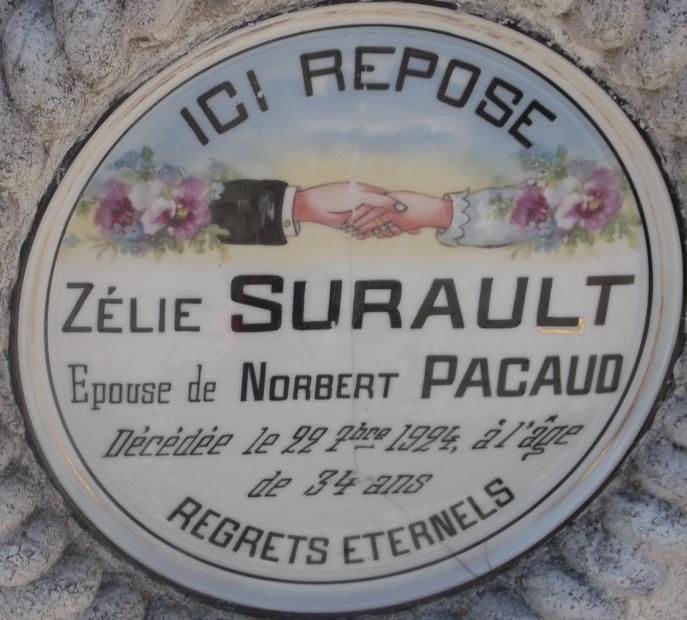 ICI REPOSE
ZÉLIE SURAULT
Epouse de NORBERT PACAUD
Décédée le 22 7bre 1924, à l'âge
de 34 ans
REGRETS ETERNELS